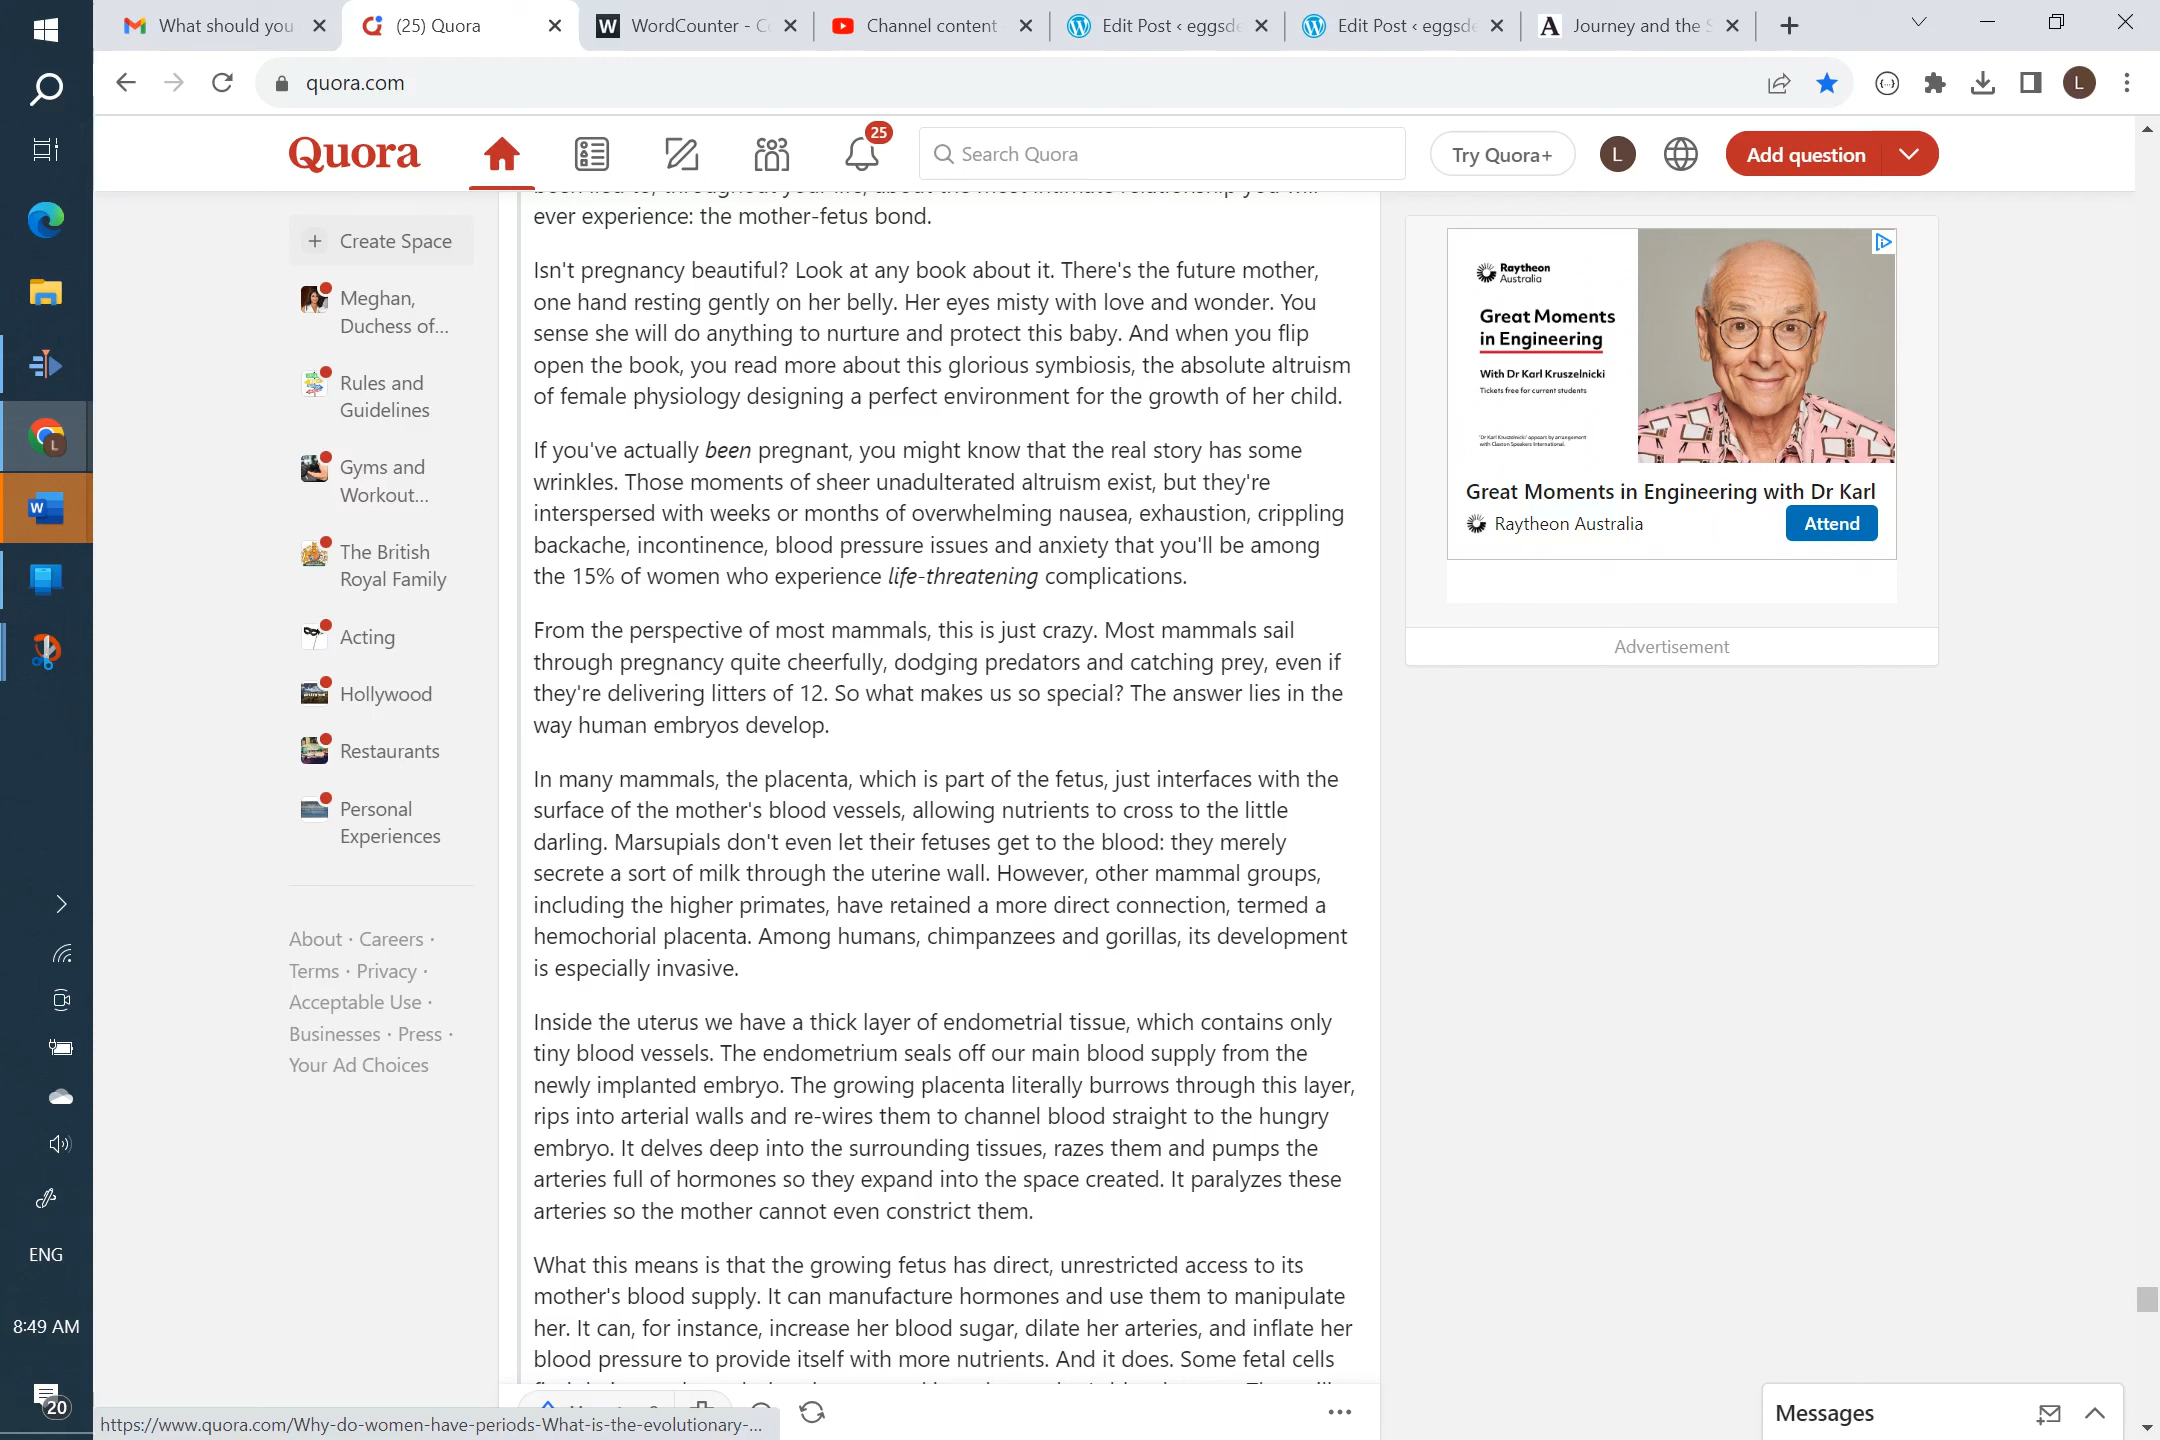 What should you
(25) Quora
WordCounter - C
Channel content
Edit Post ‹ eggsde
Edit Post ‹ eggsde
Journey and the S
quora.com
L
Quora
25
Search Quora
Try Quora+
L
Add question
Create Space
Meghan,
Duchess of...
Rules and
Guidelines
Gyms and
Workout...
The British
Royal Family
Acting
Hollywood
Restaurants
Personal
Experiences
About · Careers ·
Terms · Privacy ·
Acceptable Use ·
Businesses · Press ·
Your Ad Choices
ever experience: the mother-fetus bond.
Isn't pregnancy beautiful? Look at any book about it. There's the future mother,
one hand resting gently on her belly. Her eyes misty with love and wonder. You
sense she will do anything to nurture and protect this baby. And when you flip
open the book, you read more about this glorious symbiosis, the absolute altruism
of female physiology designing a perfect environment for the growth of her child.
If you've actually been pregnant, you might know that the real story has some
wrinkles. Those moments of sheer unadulterated altruism exist, but they're
interspersed with weeks or months of overwhelming nausea, exhaustion, crippling
backache, incontinence, blood pressure issues and anxiety that you'll be among
the 15% of women who experience life-threatening complications.
From the perspective of most mammals, this is just crazy. Most mammals sail
through pregnancy quite cheerfully, dodging predators and catching prey, even if
they're delivering litters of 12. So what makes us so special? The answer lies in the
way human embryos develop.
In many mammals, the placenta, which is part of the fetus, just interfaces with the
surface of the mother's blood vessels, allowing nutrients to cross to the little
darling. Marsupials don't even let their fetuses get to the blood: they merely
secrete a sort of milk through the uterine wall. However, other mammal groups,
including the higher primates, have retained a more direct connection, termed a
hemochorial placenta. Among humans, chimpanzees and gorillas, its development
is especially invasive.
Inside the uterus we have a thick layer of endometrial tissue, which contains only
tiny blood vessels. The endometrium seals off our main blood supply from the
newly implanted embryo. The growing placenta literally burrows through this layer,
rips into arterial walls and re-wires them to channel blood straight to the hungry
embryo. It delves deep into the surrounding tissues, razes them and pumps the
arteries full of hormones so they expand into the space created. It paralyzes these
arteries so the mother cannot even constrict them.
What this means is that the growing fetus has direct, unrestricted access to its
mother's blood supply. It can manufacture hormones and use them to manipulate
her. It can, for instance, increase her blood sugar, dilate her arteries, and inflate her
blood pressure to provide itself with more nutrients. And it does. Some fetal cells
Raytheon
Australia
Great Moments
in Engineering
With Dr Karl Kruszelnicki
Tickets free for current students
'Dr Karl Kruszelnicki' appears by arrangement
with Claxton Speakers International.
Great Moments in Engineering with Dr Karl
Raytheon Australia
Attend
Advertisement
Messages
https://www.quora.com/Why-do-women-have-periods-What-is-the-evolutionary-...
ENG
8:49 AM
20